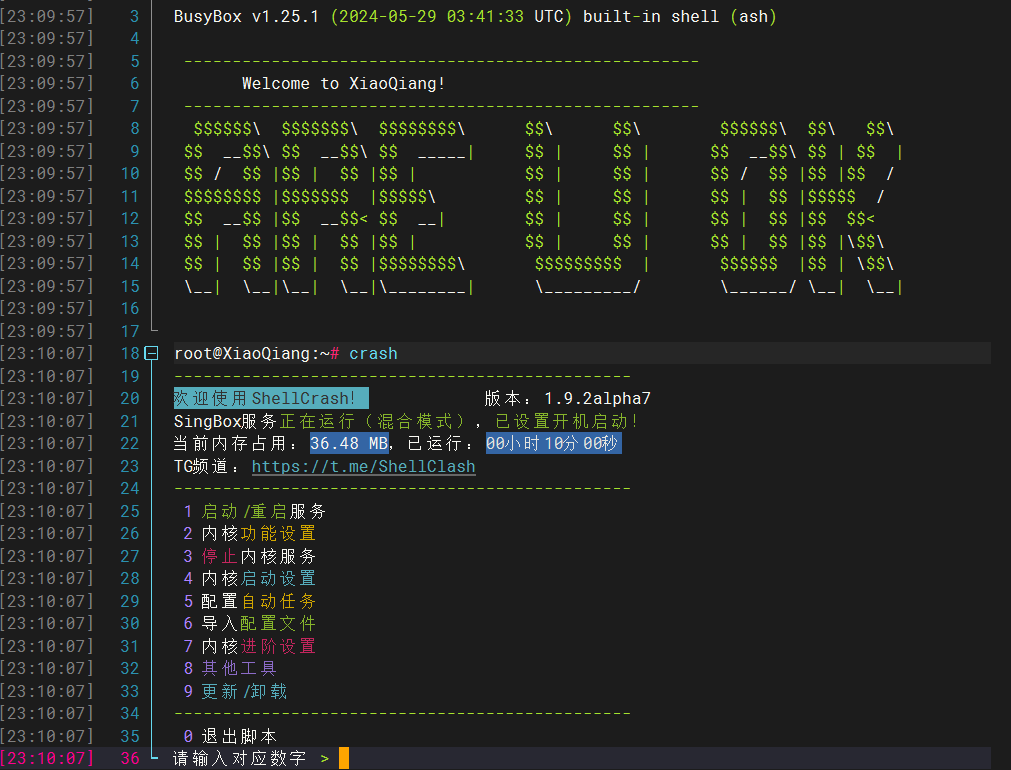 [23:09:57] 3 BusyBox v1.25.1 (2024-05-29 03:41:33 UTC) built-in shell (ash)
[23:09:57] 4
[23:09:57] 5 -----------------------------------------------------
[23:09:57] 6 Welcome to XiaoQiang!
[23:09:57] 7 -----------------------------------------------------
[23:09:57] 8   $$$$$$\  $$$$$$$\  $$$$$$$$\      $$\      $$\        $$$$$$\  $$\   $$\
[23:09:57] 9  $$  __$$\ $$  __$$\ $$  _____|     $$ |     $$ |      $$  __$$\ $$ | $$  |
[23:09:57] 10  $$ /  $$ |$$ |  $$ |$$ |           $$ |     $$ |      $$ /  $$ |$$ |$$  /
[23:09:57] 11  $$$$$$$$ |$$$$$$$  |$$$$$\         $$ |     $$ |      $$ |  $$ |$$$$$  /
[23:09:57] 12  $$  __$$ |$$  __$$< $$  __|        $$ |     $$ |      $$ |  $$ |$$  $$<
[23:09:57] 13  $$ |  $$ |$$ |  $$ |$$ |           $$ |     $$ |      $$ |  $$ |$$ |\$$\
[23:09:57] 14  $$ |  $$ |$$ |  $$ |$$$$$$$$\       $$$$$$$$$  |       $$$$$$  |$$ | \$$\
[23:09:57] 15  \__|  \__|\__|  \__|\________|      \_________/        \______/ \__|  \__|
[23:09:57] 16
[23:09:57] 17
[23:10:07] 18 root@XiaoQiang:~# crash
[23:10:07] 19 -----------------------------------------------
[23:10:07] 20 欢迎使用ShellCrash! 版本：1.9.2alpha7
[23:10:07] 21 SingBox服务正在运行（混合模式），已设置开机启动！
[23:10:07] 22 当前内存占用：36.48 MB，已运行：00小时10分00秒
[23:10:07] 23 TG频道：https://t.me/ShellClash
[23:10:07] 24 -----------------------------------------------
[23:10:07] 25 1 启动/重启服务
[23:10:07] 26 2 内核功能设置
[23:10:07] 27 3 停止内核服务
[23:10:07] 28 4 内核启动设置
[23:10:07] 29 5 配置自动任务
[23:10:07] 30 6 导入配置文件
[23:10:07] 31 7 内核进阶设置
[23:10:07] 32 8 其他工具
[23:10:07] 33 9 更新/卸载
[23:10:07] 34 -----------------------------------------------
[23:10:07] 35 0 退出脚本
[23:10:07] 36 请输入对应数字 >